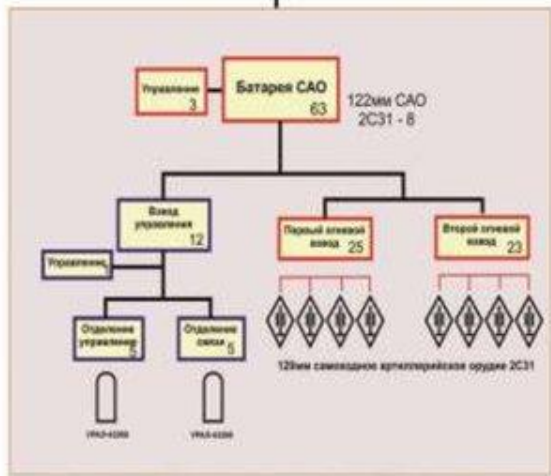 Управление
3
Батарея САО
63
122мм САО
2С31 - 8
Взвод
управления
12
Первый огневой
взвод
25
Второй огневой
взвод
23
Управление
Отделение
управления
5
Отделение
связи
5
120мм самоходное артиллерийское орудие 2С31